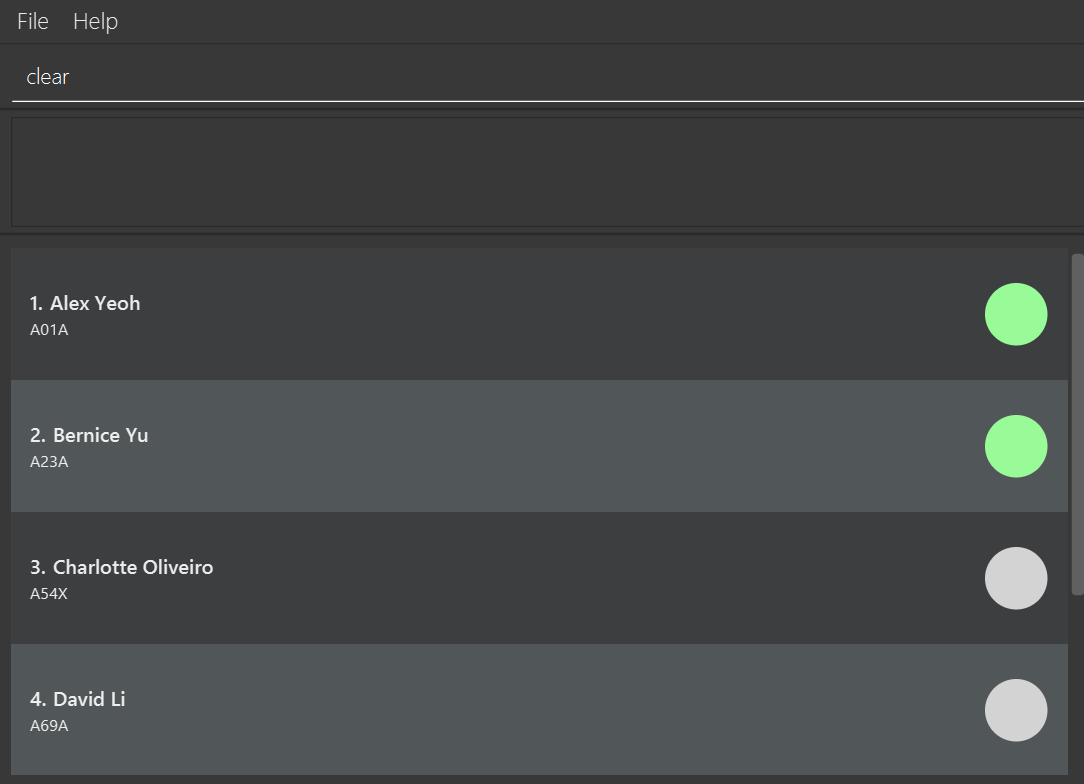 File Help
clear
1. Alex Yeoh
A01A
2. Bernice Yu
A23A
3. Charlotte Oliveiro
A54X
4. David Li
A69A